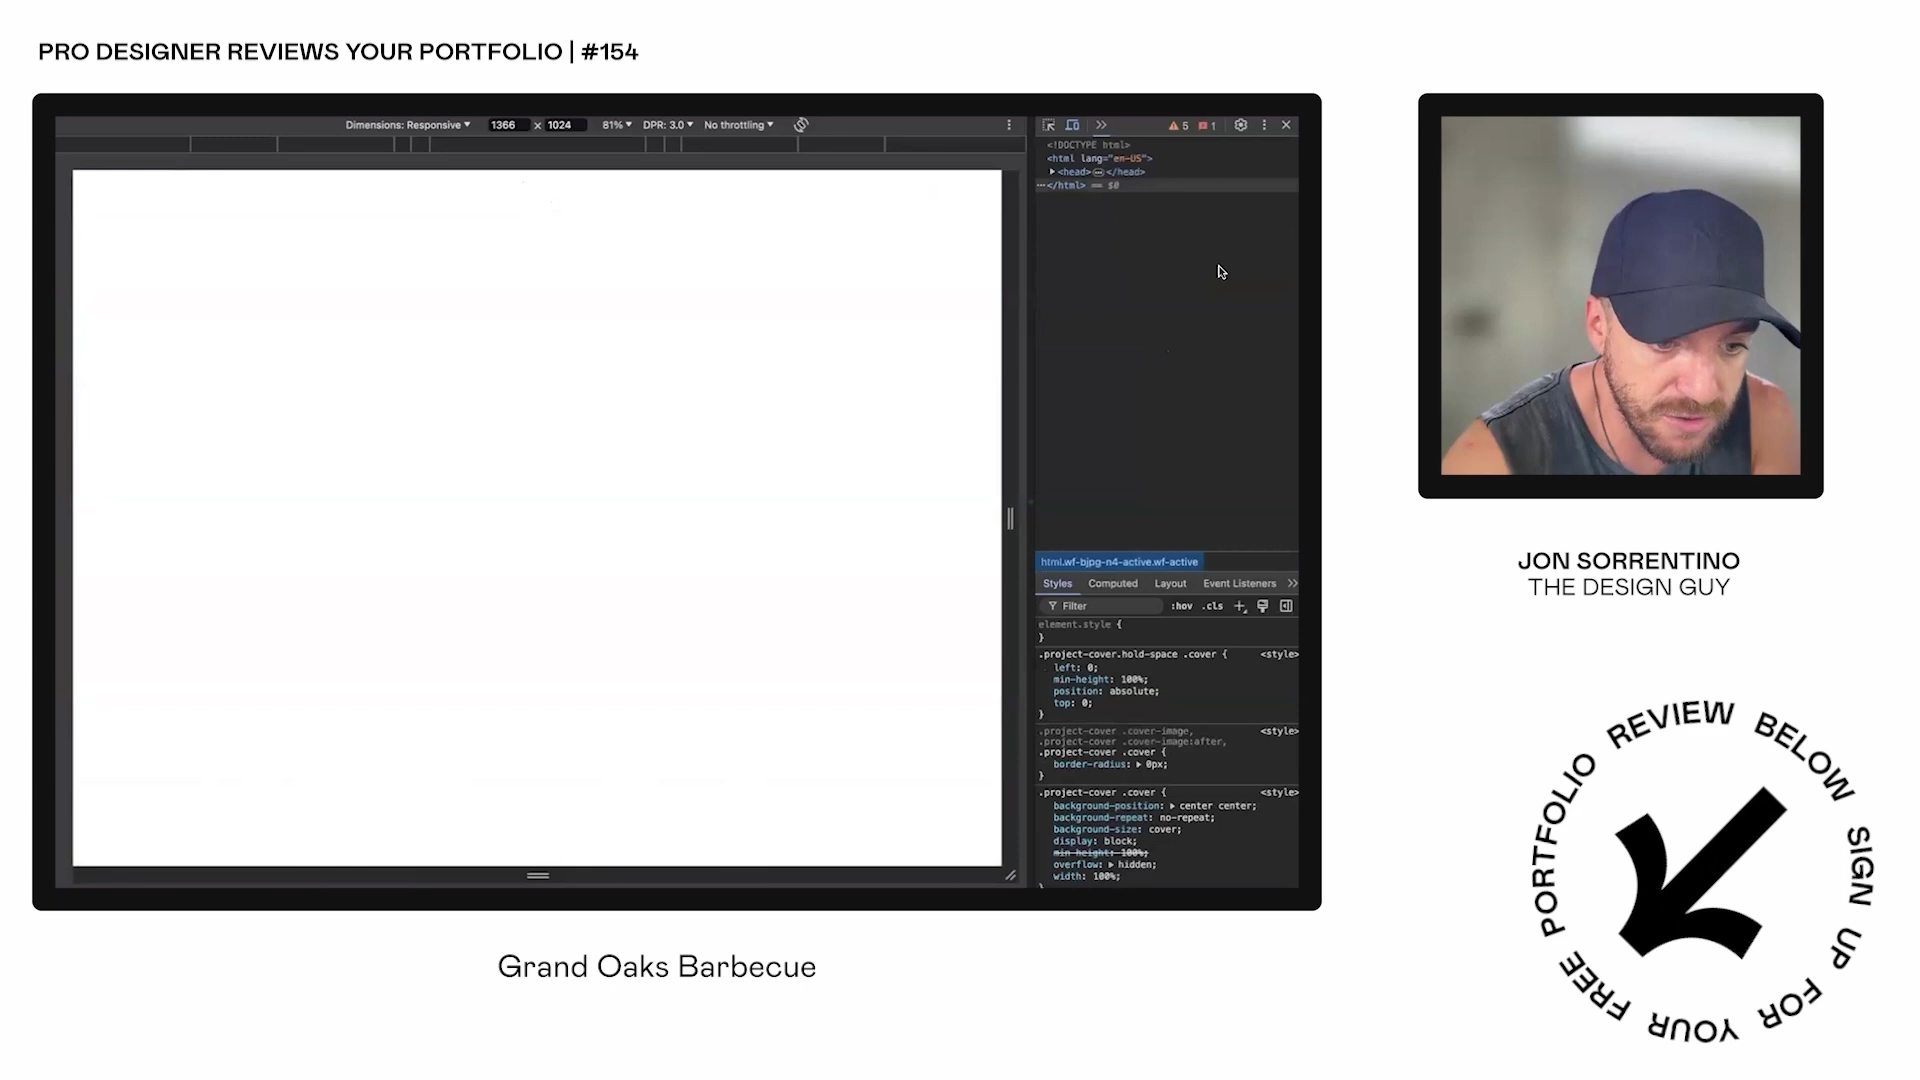 PRO DESIGNER REVIEWS YOUR PORTFOLIO | #154
Dimensions: Responsive 1366 x 1024 81% DPR: 3.0 No throttling
5 1
<!DOCTYPE html>
<html lang="en-US">
<head> </head>
</html> == $0
html.wf-bjpg-n4-active.wf-active
Styles Computed Layout Event Listeners
Filter :hov .cls
element.style {
}
.project-cover.hold-space .cover { <style>
left: 0;
min-height: 100%;
position: absolute;
top: 0;
}
.project-cover .cover-image, <style>
.project-cover .cover-image:after,
.project-cover .cover {
border-radius: 0px;
}
.project-cover .cover { <style>
background-position: center center;
background-repeat: no-repeat;
background-size: cover;
display: block;
min-height: 100%;
overflow: hidden;
width: 100%;
}
Grand Oaks Barbecue
JON SORRENTINO
THE DESIGN GUY
SIGN UP FOR YOUR FREE PORTFOLIO REVIEW BELOW